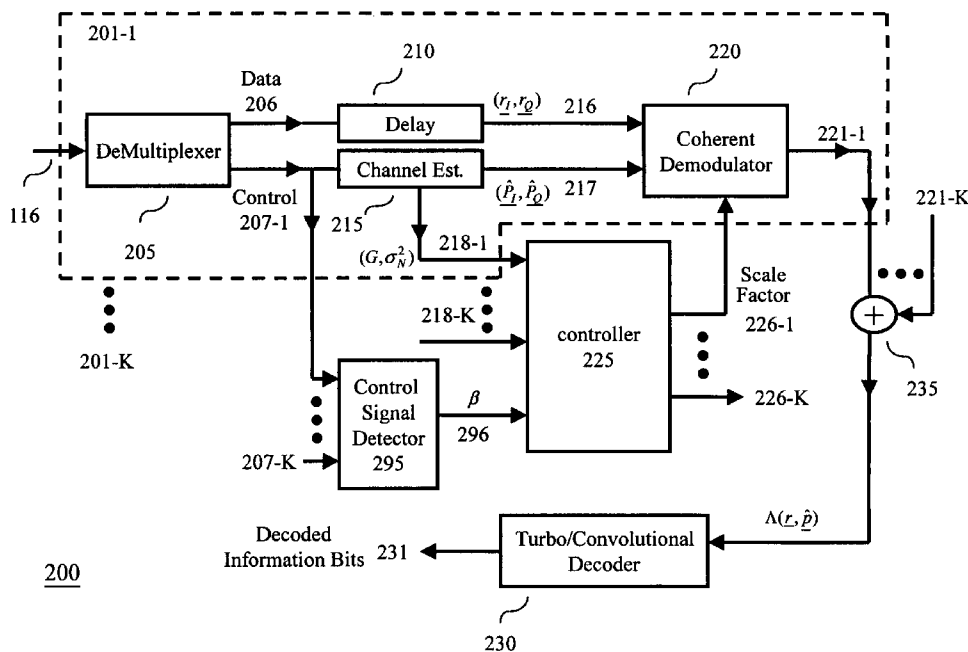 201-1
210
220
Data
206
(r_I, r_Q)
216
Delay
DeMultiplexer
Coherent
Demodulator
221-1
Channel Est.
116
205
Control
207-1
215
(P̂_I, P̂_Q)
217
221-K
(G, σ_N²)
218-1
Scale
Factor
226-1
218-K
controller
225
+
201-K
235
Control
Signal
Detector
295
β
296
226-K
207-K
Λ(r, p̂)
Decoded
Information Bits
231
Turbo/Convolutional
Decoder
200
230